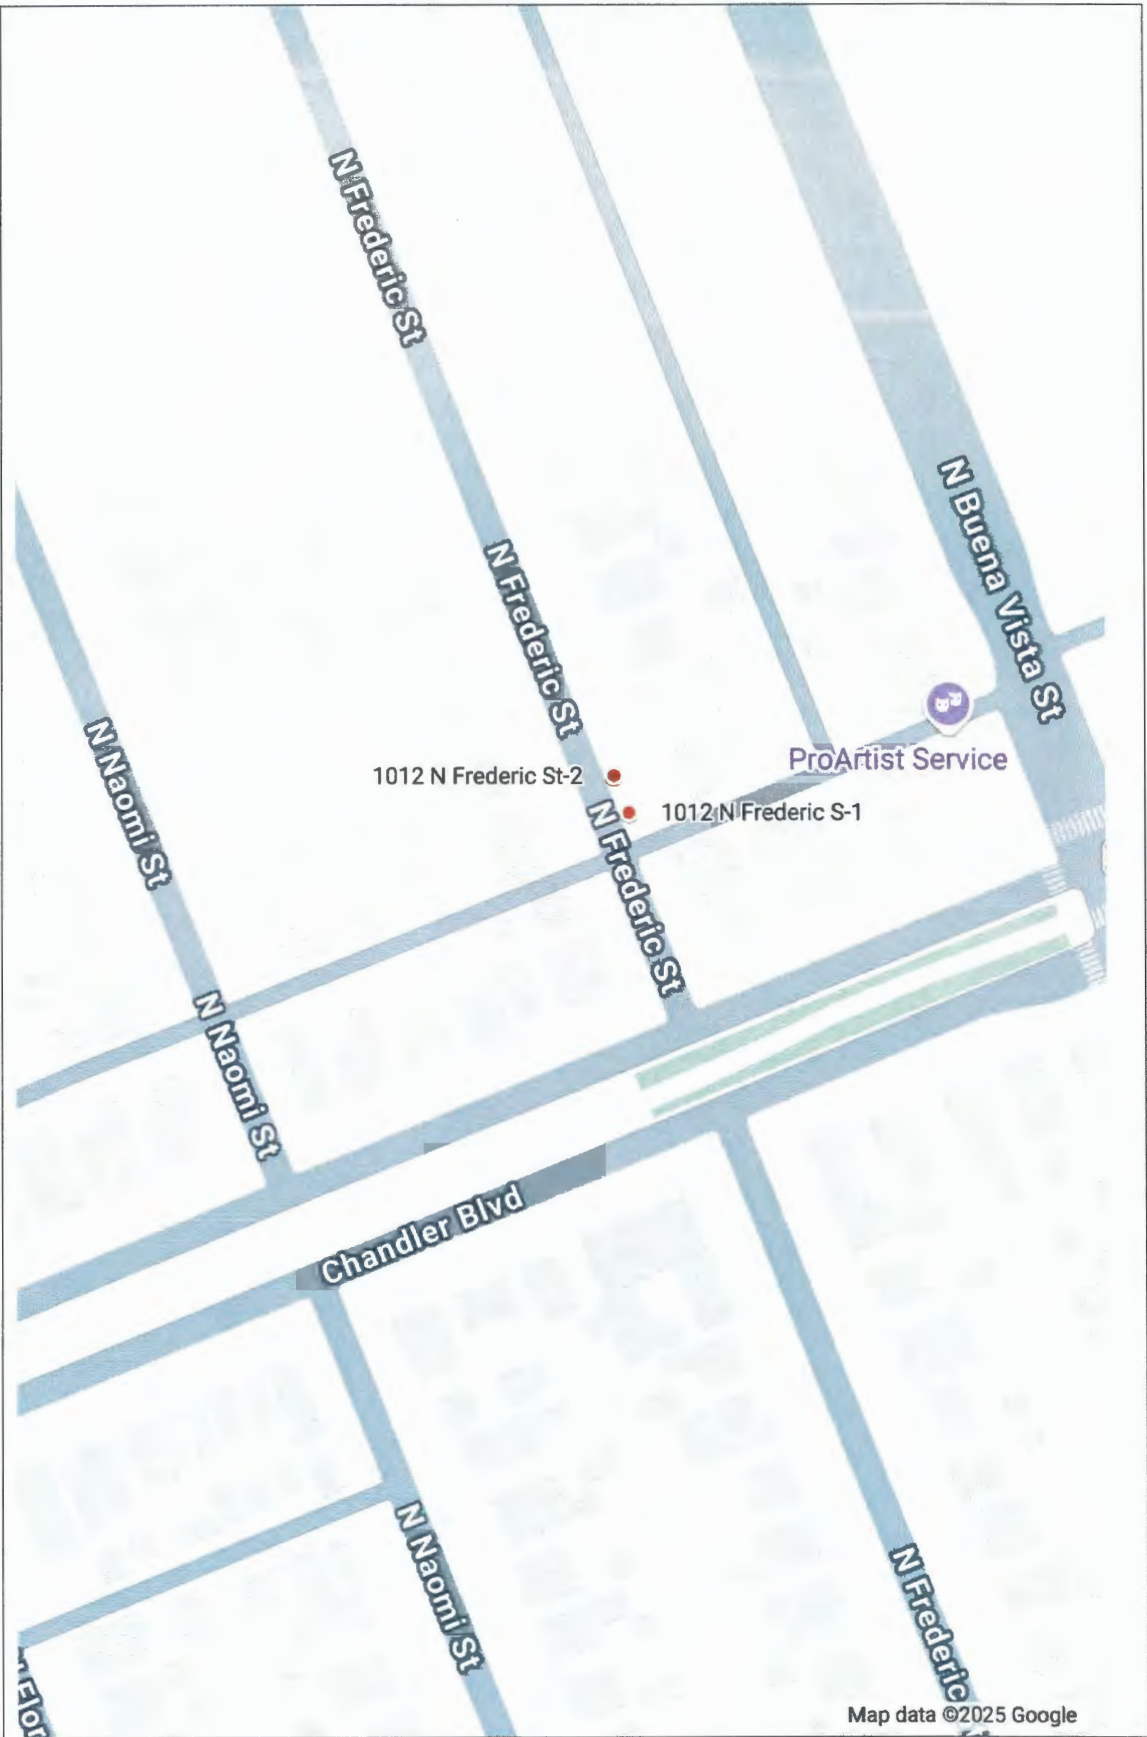 N Frederic St
N Buena Vista St
N Frederic St
N Naomi St
ProArtist Service
1012 N Frederic St-2
1012 N Frederic S-1
N Frederic St
N Naomi St
Chandler Blvd
N Naomi St
N Frederic
Flor
Map data ©2025 Google